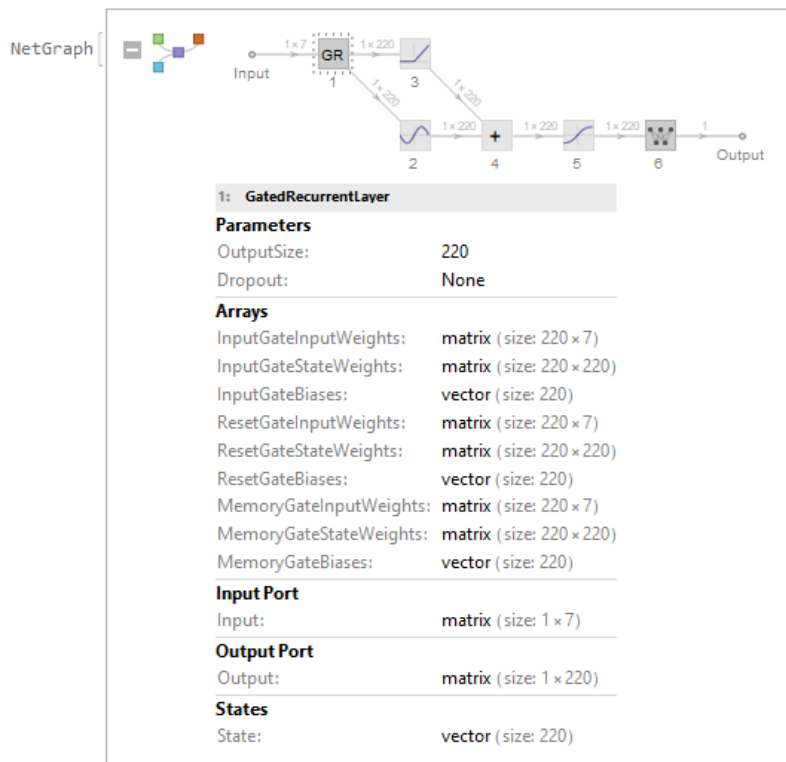 NetGraph
1 × 7
GR
1 × 220
Input
1
3
1 × 220
1 × 220
1 × 220
+
1 × 220
1 × 220
1
2
4
5
6
Output
1: GatedRecurrentLayer
Parameters
OutputSize: 220
Dropout: None
Arrays
InputGateInputWeights: matrix (size: 220 × 7)
InputGateStateWeights: matrix (size: 220 × 220)
InputGateBiases: vector (size: 220)
ResetGateInputWeights: matrix (size: 220 × 7)
ResetGateStateWeights: matrix (size: 220 × 220)
ResetGateBiases: vector (size: 220)
MemoryGateInputWeights: matrix (size: 220 × 7)
MemoryGateStateWeights: matrix (size: 220 × 220)
MemoryGateBiases: vector (size: 220)
Input Port
Input: matrix (size: 1 × 7)
Output Port
Output: matrix (size: 1 × 220)
States
State: vector (size: 220)